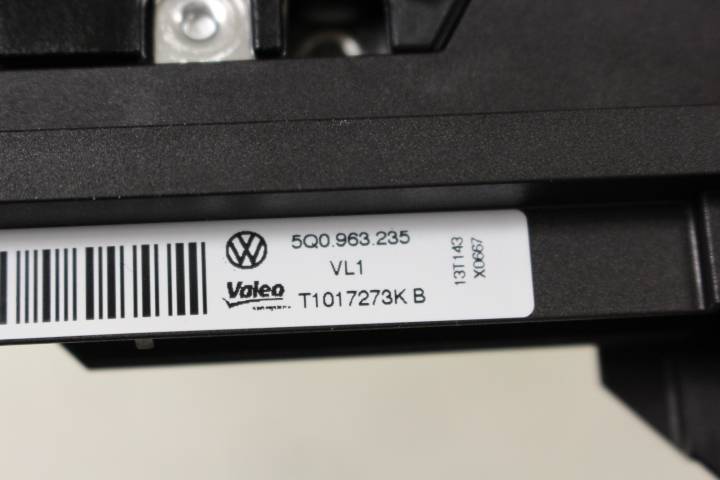 5Q0.963.235
VL1
Valeo T1017273K B
13T143
X0667